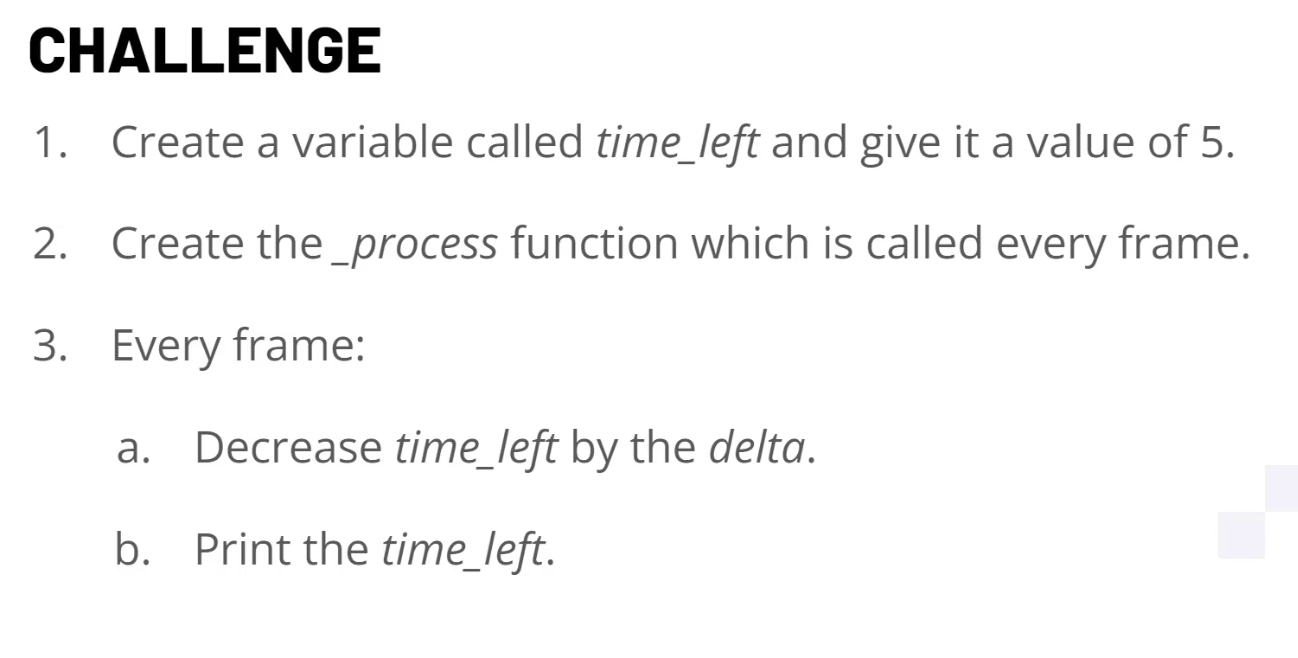 CHALLENGE
1. Create a variable called time_left and give it a value of 5.
2. Create the _process function which is called every frame.
3. Every frame:
a. Decrease time_left by the delta.
b. Print the time_left.